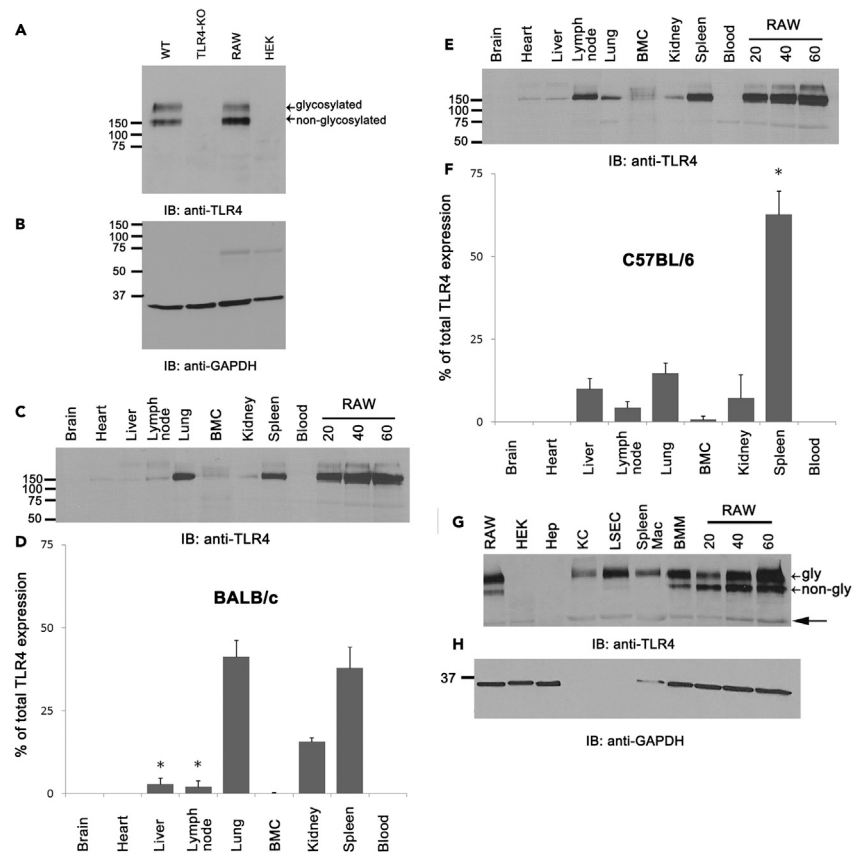 A
WT
TLR4-KO
RAW
HEK
←glycosylated
←non-glycosylated
150
100
75
IB: anti-TLR4
B
150
100
75
50
37
IB: anti-GAPDH
C
Brain
Heart
Liver
Lymph
node
Lung
BMC
Kidney
Spleen
Blood
RAW
20 40 60
150
100
75
50
IB: anti-TLR4
D
% of total TLR4 expression
75
50
25
0
BALB/c
* *
Brain
Heart
Liver
Lymph
node
Lung
BMC
Kidney
Spleen
Blood
E
Brain
Heart
Liver
Lymph
node
Lung
BMC
Kidney
Spleen
Blood
RAW
20 40 60
150
100
75
50
IB: anti-TLR4
F
% of total TLR4 expression
75
50
25
0
C57BL/6
*
Brain
Heart
Liver
Lymph
node
Lung
BMC
Kidney
Spleen
Blood
G
RAW
HEK
Hep
KC
LSEC
Spleen
Mac
BMM
RAW
20 40 60
←gly
←non-gly
IB: anti-TLR4
H
37
IB: anti-GAPDH